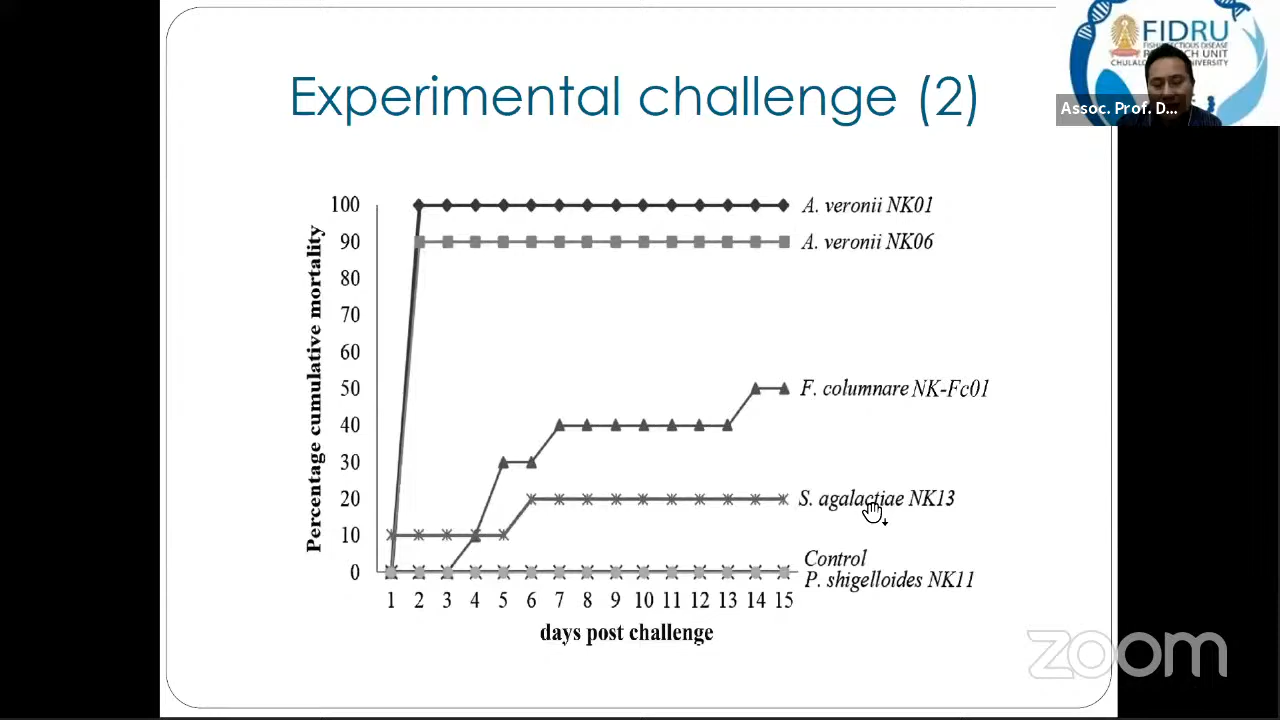 Experimental challenge (2)
FIDRU
Assoc. Prof. D...
Percentage cumulative mortality
100
90
80
70
60
50
40
30
20
10
0
A. veronii NK01
A. veronii NK06
F. columnare NK-Fc01
S. agalactiae NK13
Control
P. shigelloides NK11
1 2 3 4 5 6 7 8 9 10 11 12 13 14 15
days post challenge
zoom